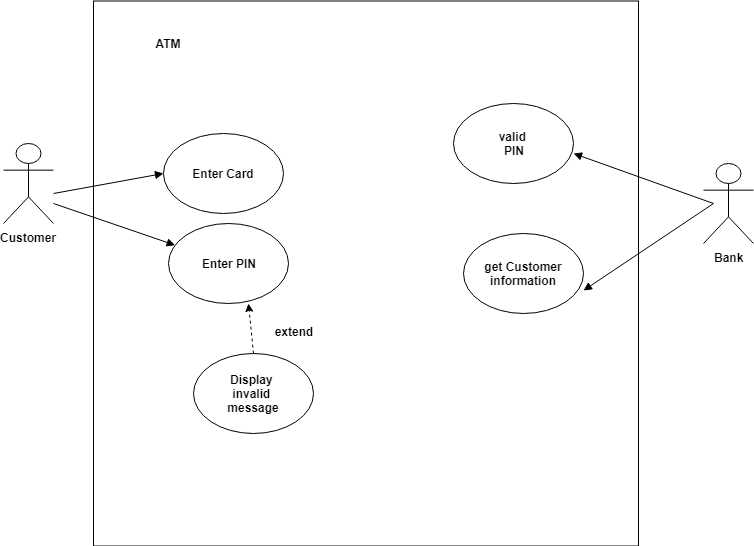 ATM
Customer
Enter Card
Enter PIN
extend
Display
invalid
message
valid
PIN
get Customer
information
Bank